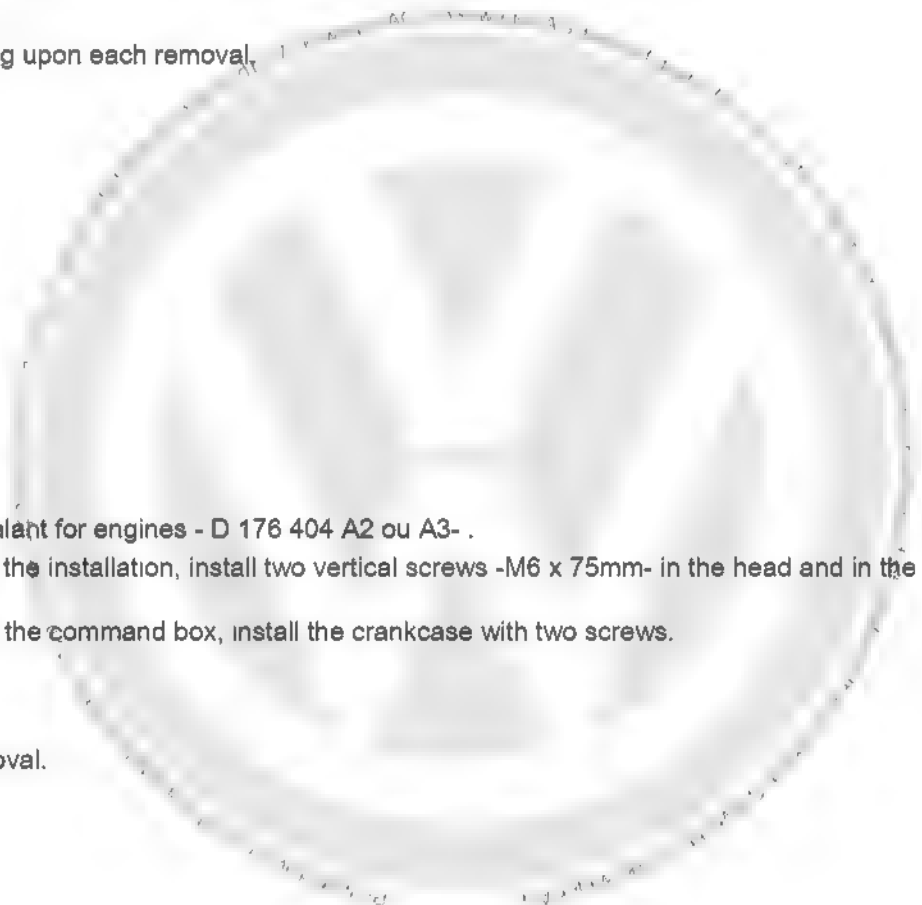 g upon each removal.
alant for engines - D 176 404 A2 ou A3- .
the installation, install two vertical screws -M6 x 75mm- in the head and in the
the command box, install the crankcase with two screws.
oval.